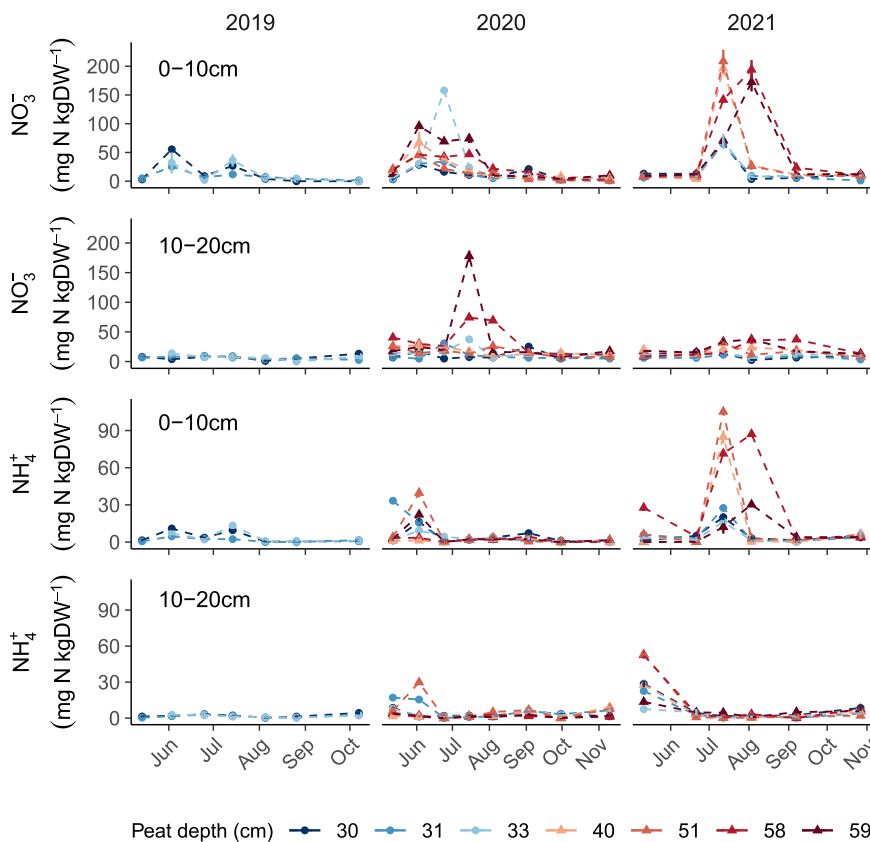 2019 2020 2021
NO₃⁻
(mg N kgDW⁻¹)
0−10cm
200
150
100
50
0
NO₃⁻
(mg N kgDW⁻¹)
10−20cm
200
150
100
50
0
NH₄⁺
(mg N kgDW⁻¹)
0−10cm
90
60
30
0
NH₄⁺
(mg N kgDW⁻¹)
10−20cm
90
60
30
0
Jun Jul Aug Sep Oct Jun Jul Aug Sep Oct Nov Jun Jul Aug Sep Oct Nov
Peat depth (cm) 30 31 33 40 51 58 59